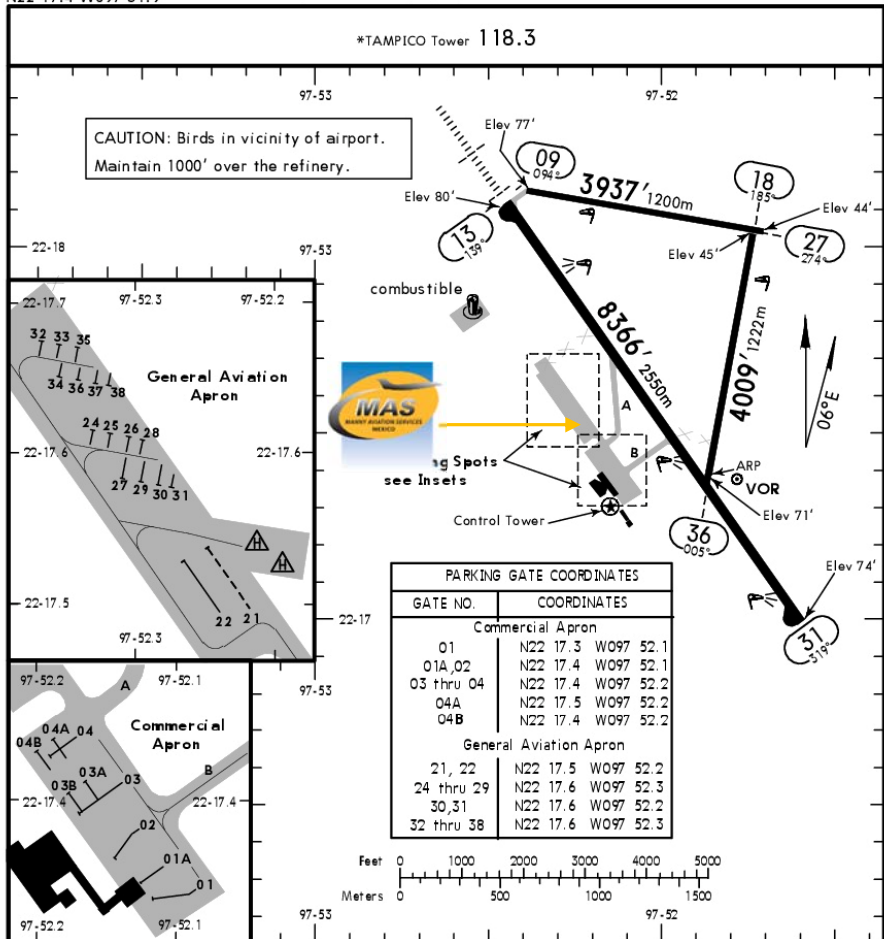 *TAMPICO Tower 118.3
97-53
97-52
CAUTION: Birds in vicinity of airport.
Maintain 1000' over the refinery.
Elev 77'
09
094°
3937' 1200m
18
185°
Elev 80'
Elev 44'
13
139°
22-18
97-53
Elev 45'
27
274°
combustible
8366' 2550m
4009' 1222m
06°E
A
B
MAS
MANNY AVIATION SERVICES
MEXICO
g Spots
see Insets
ARP
VOR
Control Tower
Elev 71'
36
005°
Elev 74'
31
319°
22-17
97-53
97-53
97-52
22-17.7
97-52.3
97-52.2
32 33 35
34 36 37 38
General Aviation
Apron
24 25 26 28
22-17.6
22-17.6
27 29 30 31
H
H
22-17.5
22 21
97-52.3
97-52.2
97-52.1
A
Commercial
Apron
04A
04B 04
03A
03B 03
B
22-17.4
22-17.4
02
01A
01
97-52.2
97-52.1
PARKING GATE COORDINATES
GATE NO. COORDINATES
Commercial Apron
01 N22 17.3 W097 52.1
01A,02 N22 17.4 W097 52.1
03 thru 04 N22 17.4 W097 52.2
04A N22 17.5 W097 52.2
04B N22 17.4 W097 52.2
General Aviation Apron
21, 22 N22 17.5 W097 52.2
24 thru 29 N22 17.6 W097 52.3
30,31 N22 17.6 W097 52.2
32 thru 38 N22 17.6 W097 52.3
Feet 0 1000 2000 3000 4000 5000
Meters 0 500 1000 1500